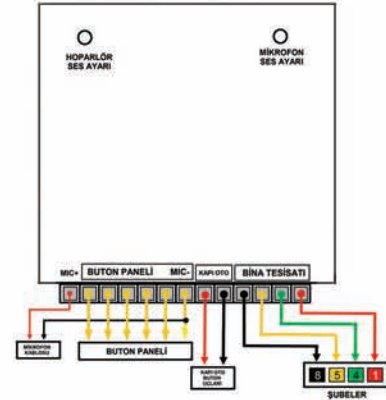 HOPARLÖR
SES AYARI
MİKROFON
SES AYARI
MIC+ BUTON PANELİ MIC- KAPI OTO BİNA TESİSATI
MİKROFON
KABLOSU
BUTON PANELİ
KAPI OTO
BUTON
UÇLARI
8 5 4 1
ŞUBELER